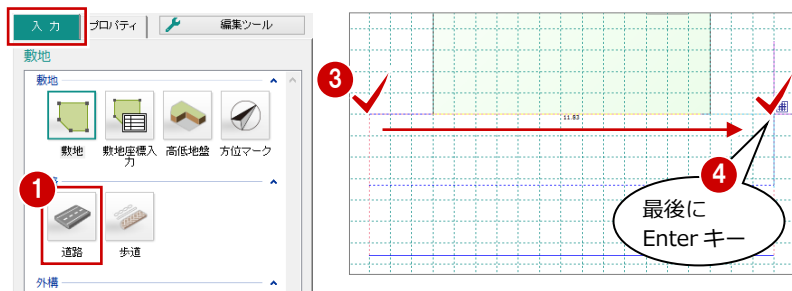 入 力
プロパティ
編集ツール
敷地
敷地
敷地
敷地座標入
力
高低地盤
方位マーク
1
道路
歩道
外構
3
11.83
4
最後に
Enter キー